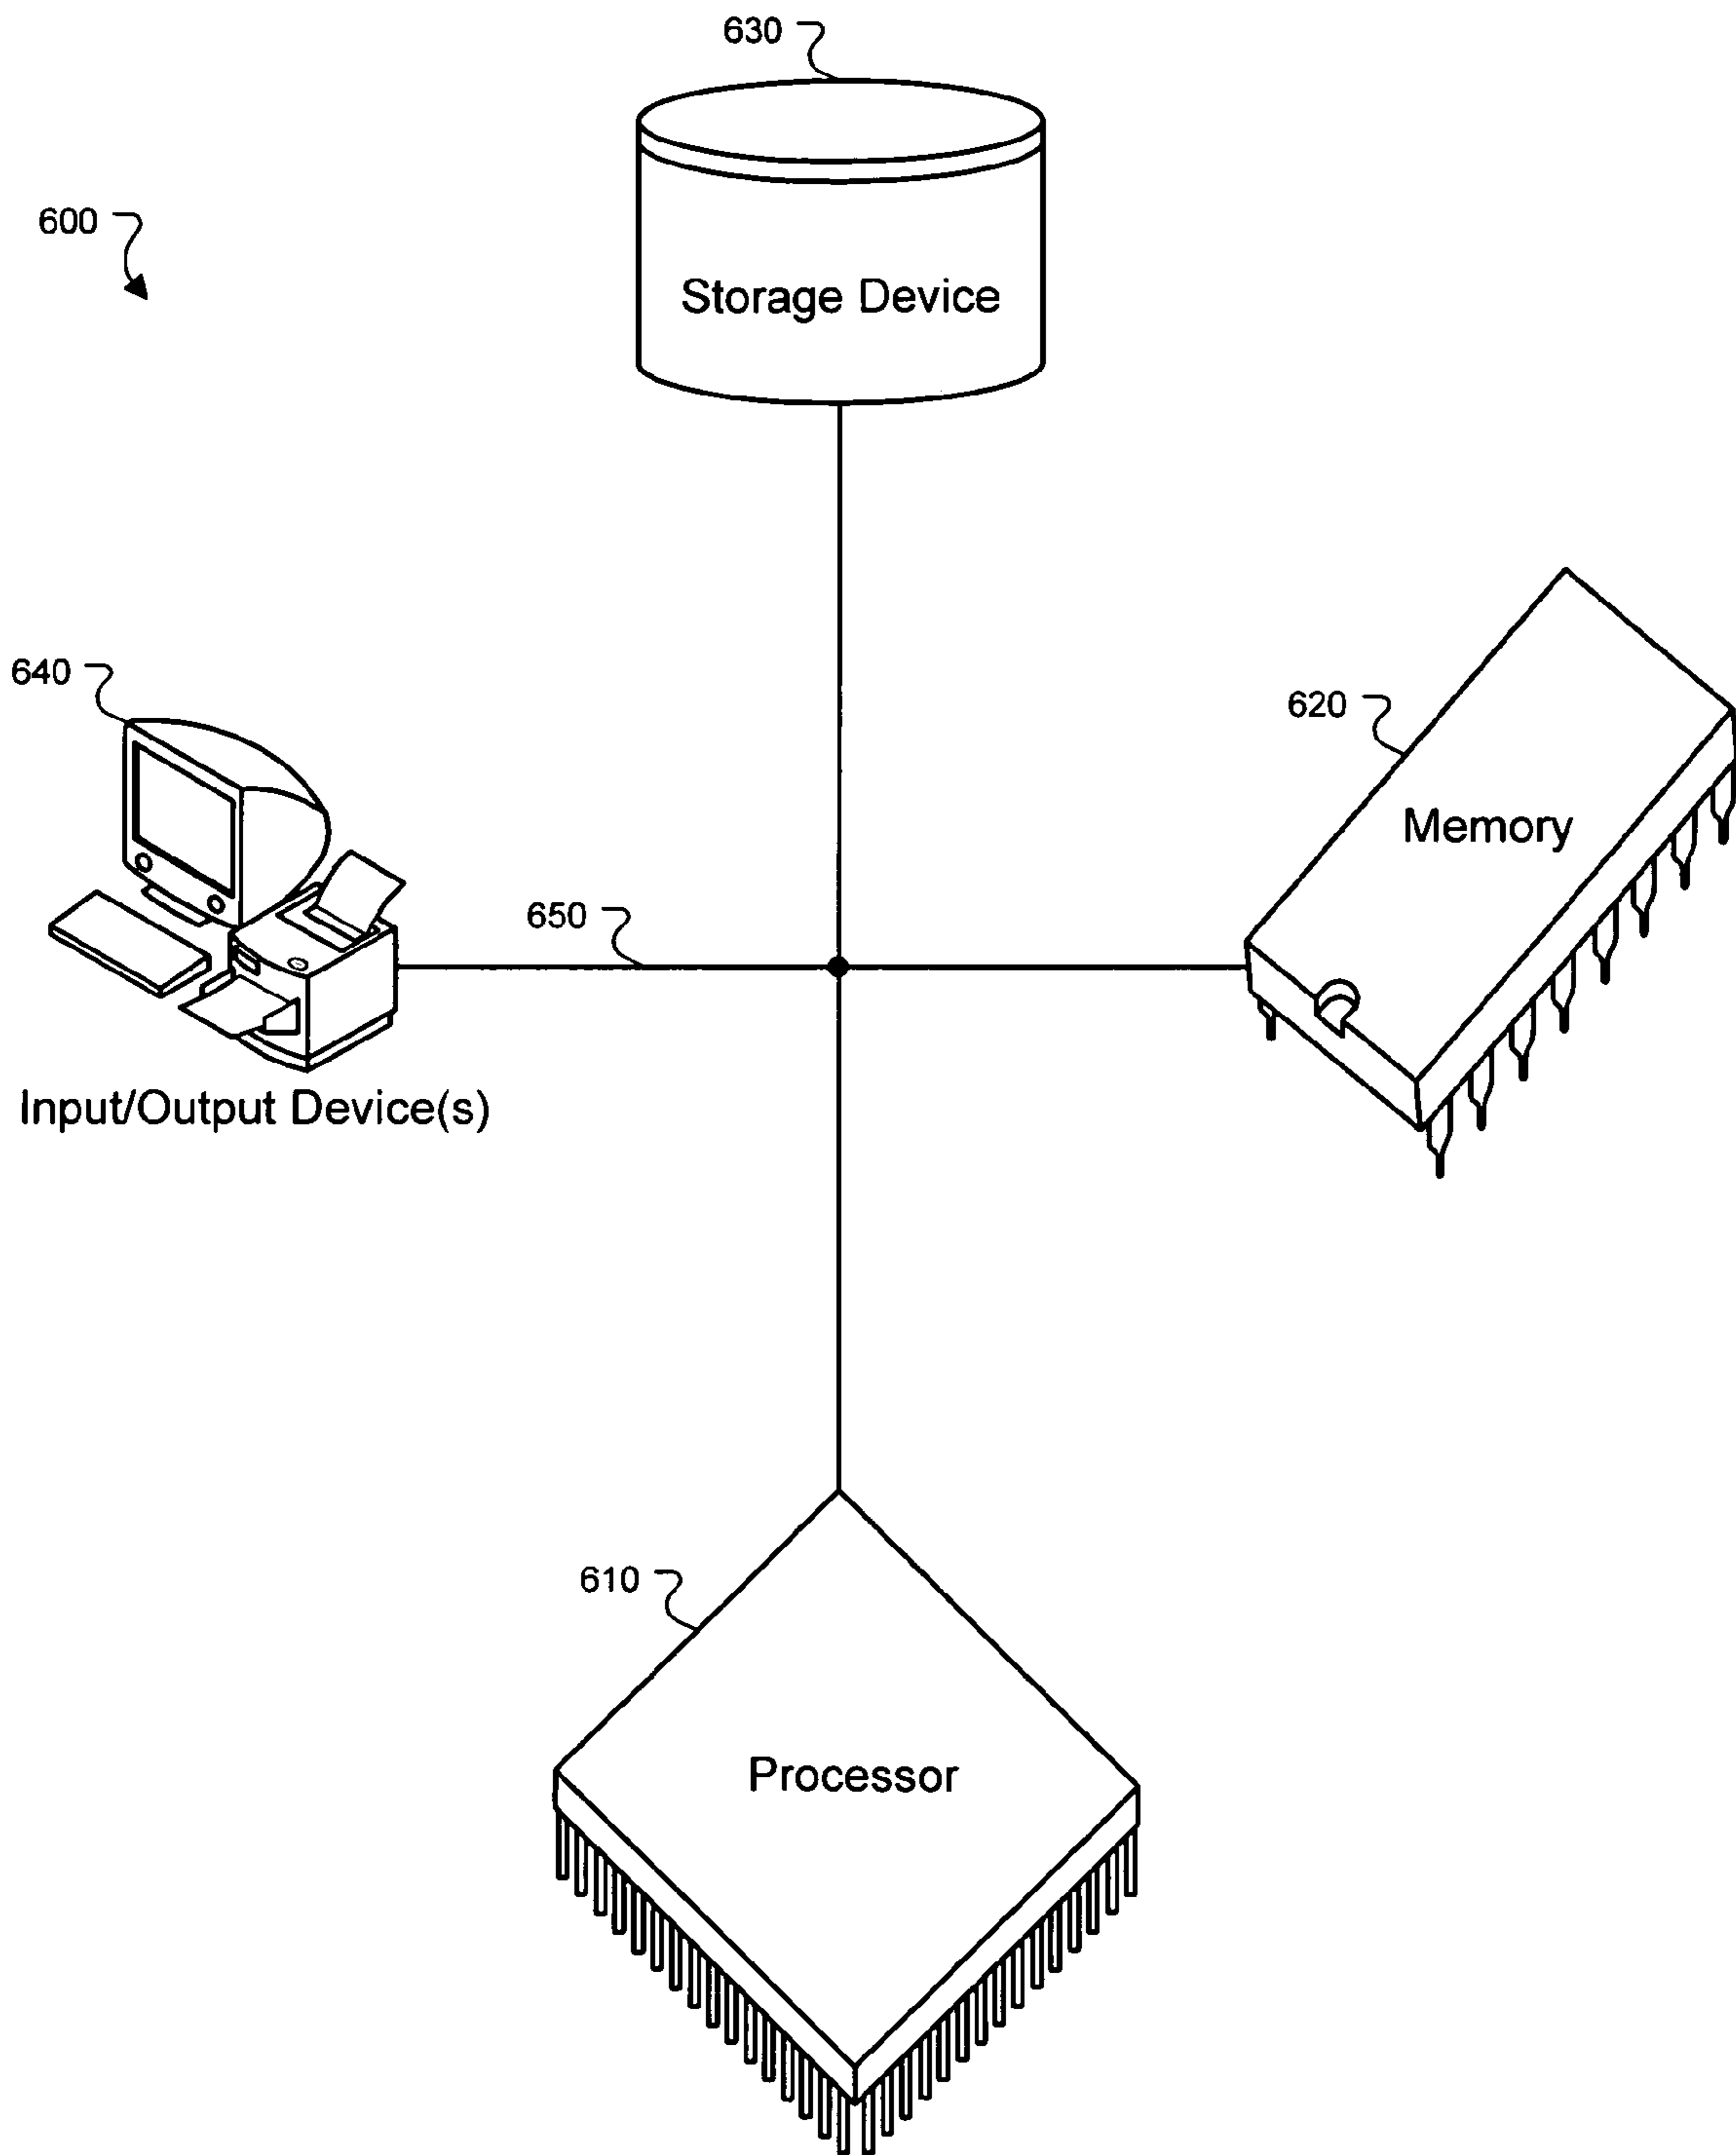 630
600
Storage Device
640
620
Memory
650
Input/Output Device(s)
610
Processor